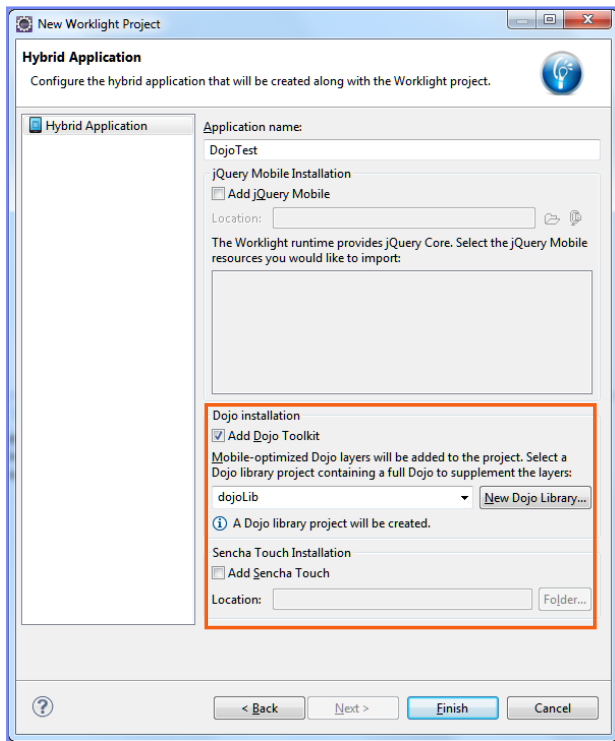 New Worklight Project
Hybrid Application
Configure the hybrid application that will be created along with the Worklight project.
Hybrid Application
Application name:
DojoTest
jQuery Mobile Installation
Add jQuery Mobile
Location:
The Worklight runtime provides jQuery Core. Select the jQuery Mobile
resources you would like to import:
Dojo installation
Add Dojo Toolkit
Mobile-optimized Dojo layers will be added to the project. Select a
Dojo library project containing a full Dojo to supplement the layers:
dojoLib
New Dojo Library...
A Dojo library project will be created.
Sencha Touch Installation
Add Sencha Touch
Location:
Folder...
< Back
Next >
Finish
Cancel